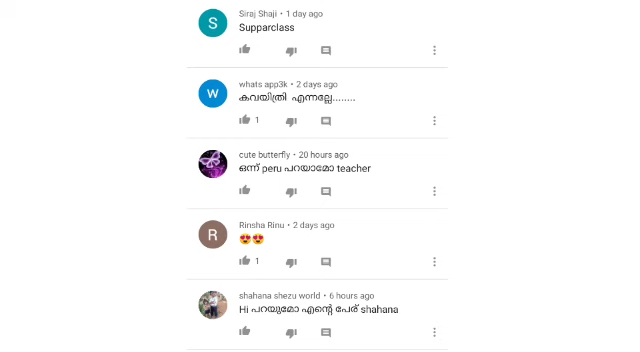 S
Siraj Shaji • 1 day ago
Supparclass
W
whats app3k • 2 days ago
കവയിത്രി എന്നല്ലേ........
1
cute butterfly • 20 hours ago
ഒന്ന് peru പറയാമോ teacher
R
Rinsha Rinu • 2 days ago
😍😍
1
shahana shezu world • 6 hours ago
Hi പറയുമോ എന്റെ പേര് shahana